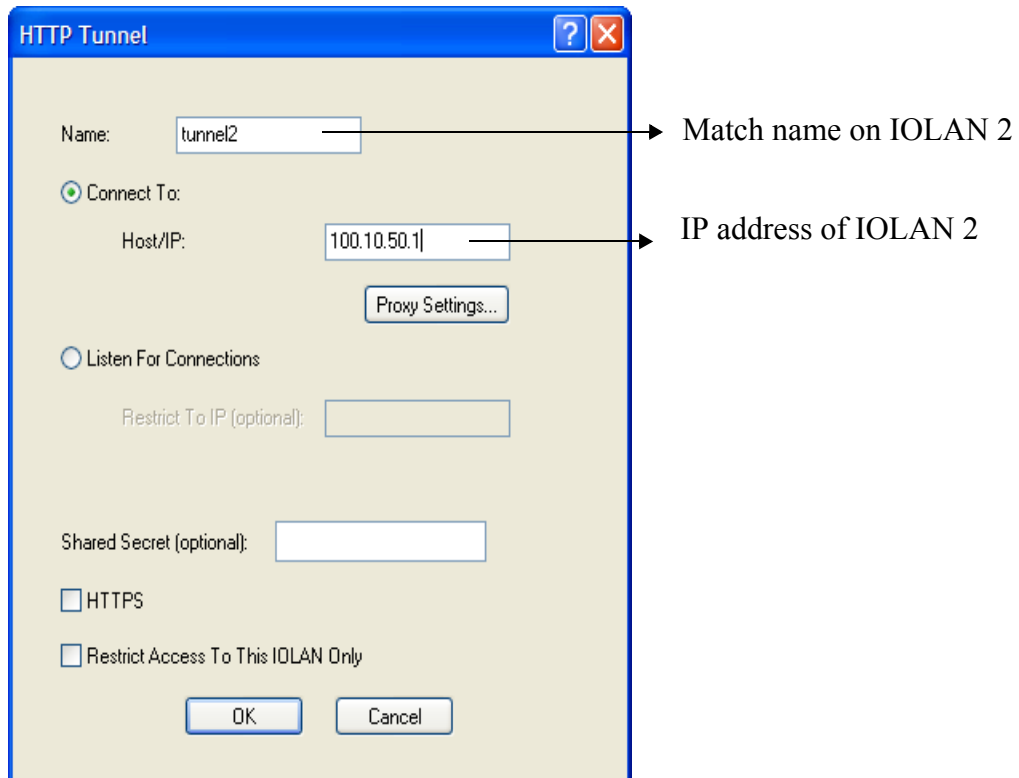 HTTP Tunnel
Name: tunnel2 Match name on IOLAN 2
Connect To:
Host/IP: 100.10.50.1 IP address of IOLAN 2
Proxy Settings...
Listen For Connections
Restrict To IP (optional):
Shared Secret (optional):
HTTPS
Restrict Access To This IOLAN Only
OK Cancel